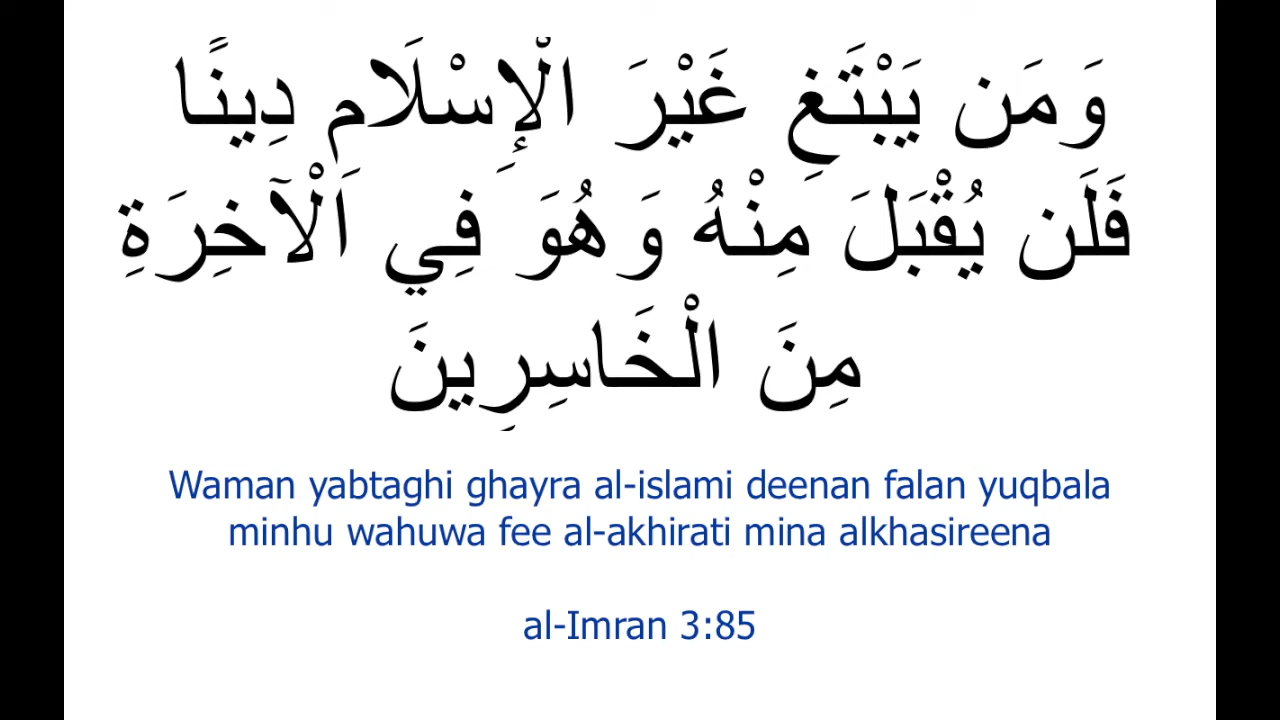 وَمَن يَبْتَغِ غَيْرَ الْإِسْلَامِ دِينًا
فَلَن يُقْبَلَ مِنْهُ وَهُوَ فِي الْآخِرَةِ
مِنَ الْخَاسِرِينَ
Waman yabtaghi ghayra al-islami deenan falan yuqbala
minhu wahuwa fee al-akhirati mina alkhasireena
al-Imran 3:85